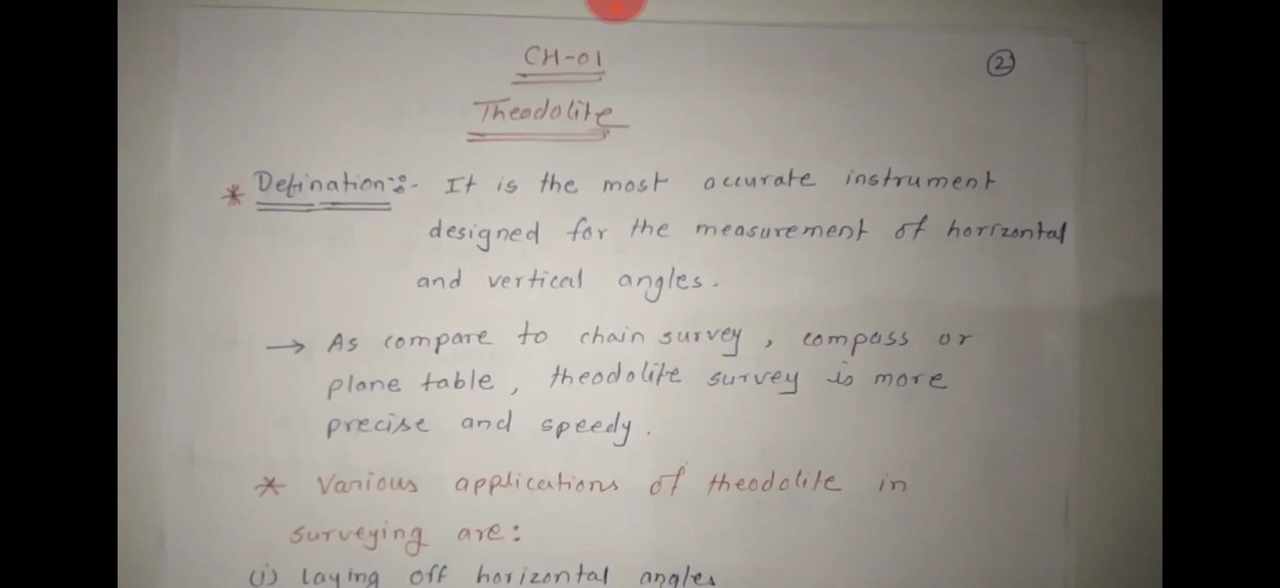 CH-01
2
Theodolite
* Defination:- It is the most accurate instrument
designed for the measurement of horizontal
and vertical angles.
→ As compare to chain survey, compass or
plane table, theodolite survey is more
precise and speedy.
* Various applications of theodolite in
surveying are:
(i) Laying off horizontal angles